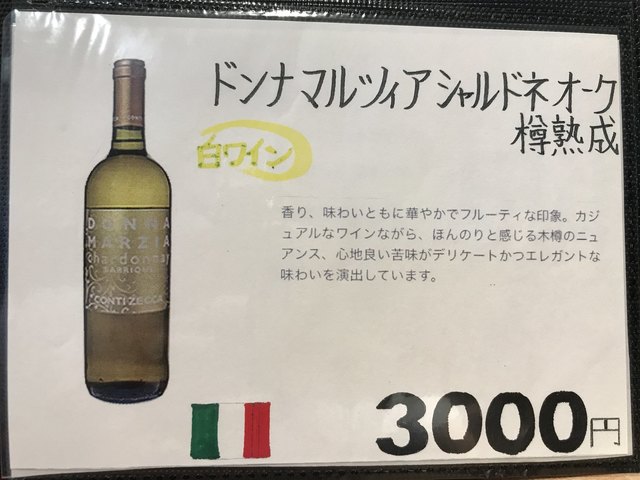 ドンナマルツィアシャルドネオーク
樽熟成
白ワイン
香り、味わいともに華やかでフルーティな印象。カジ
ュアルなワインながら、ほんのりと感じる木樽のニュ
アンス、心地良い苦味がデリケートかつエレガントな
味わいを演出しています。
DONNA
MARZIA
chardonnay
BARRIQUE
CONTI ZECCA
3000円